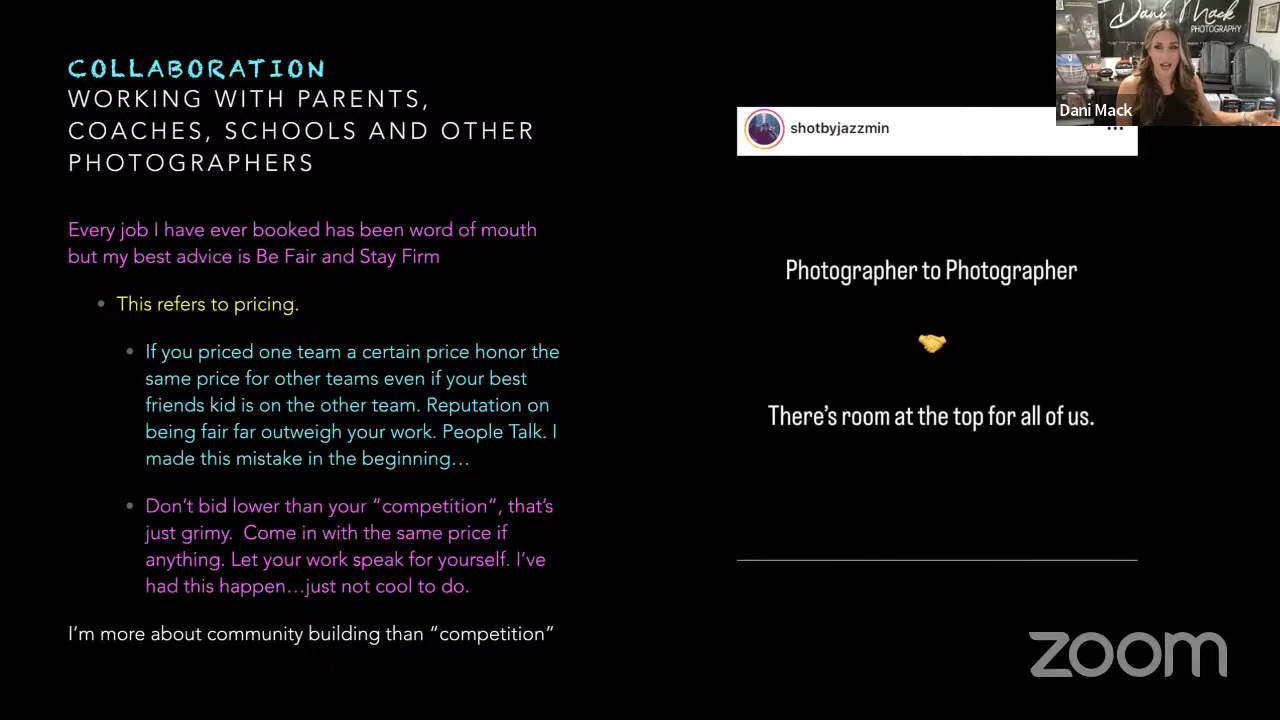 COLLABORATION
WORKING WITH PARENTS,
COACHES, SCHOOLS AND OTHER
PHOTOGRAPHERS
Every job I have ever booked has been word of mouth
but my best advice is Be Fair and Stay Firm
• This refers to pricing.
• If you priced one team a certain price honor the
same price for other teams even if your best
friends kid is on the other team. Reputation on
being fair far outweigh your work. People Talk. I
made this mistake in the beginning…
• Don’t bid lower than your “competition”, that’s
just grimy.  Come in with the same price if
anything. Let your work speak for yourself. I’ve
had this happen…just not cool to do.
I’m more about community building than “competition”
Dani Mack
PHOTOGRAPHY
Dani Mack
shotbyjazzmin
Photographer to Photographer
🤝
There’s room at the top for all of us.
zoom